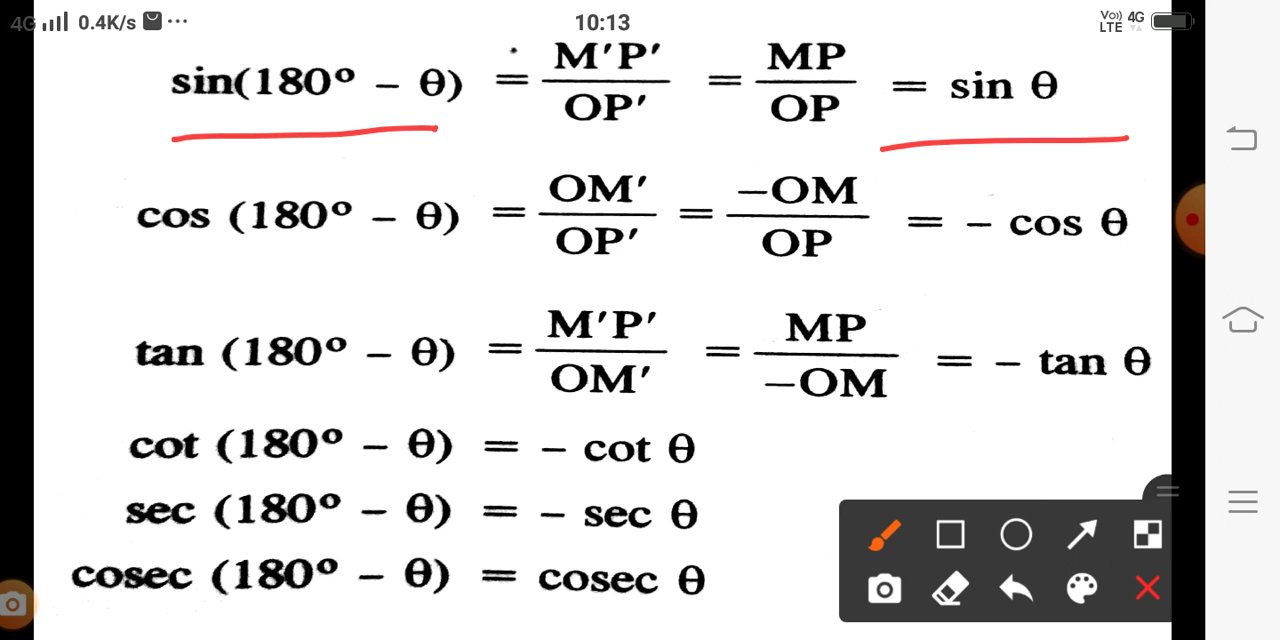 4G 0.4K/s ... 10:13 Vo)) LTE 4G
sin(180° – θ) = M'P'/OP' = MP/OP = sin θ
cos (180° – θ) = OM'/OP' = –OM/OP = – cos θ
tan (180° – θ) = M'P'/OM' = MP/–OM = – tan θ
cot (180° – θ) = – cot θ
sec (180° – θ) = – sec θ
cosec (180° – θ) = cosec θ